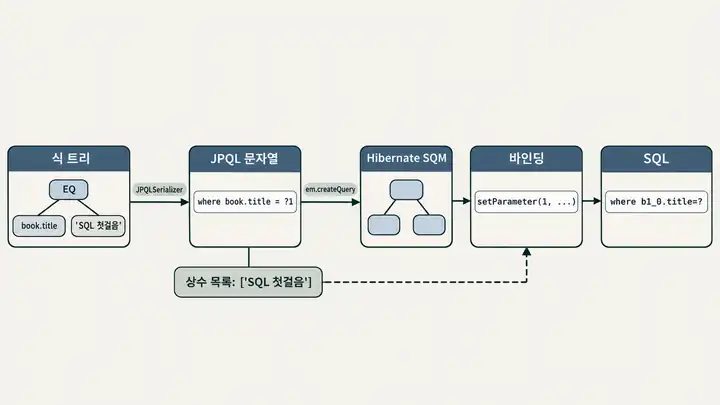 식 트리
EQ
book.title
'SQL 첫걸음'
JPQLSerializer
JPQL 문자열
where book.title = ?1
em.createQuery
Hibernate SQM
바인딩
setParameter(1, ...)
SQL
where b1_0.title=?
상수 목록: ['SQL 첫걸음']